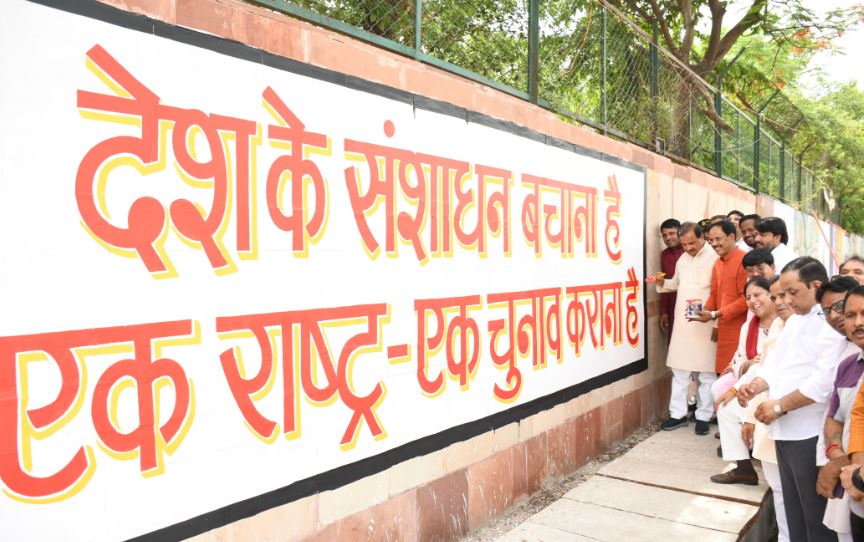 देश के संशाधन बचाना है
एक राष्ट्र-एक चुनाव कराना है